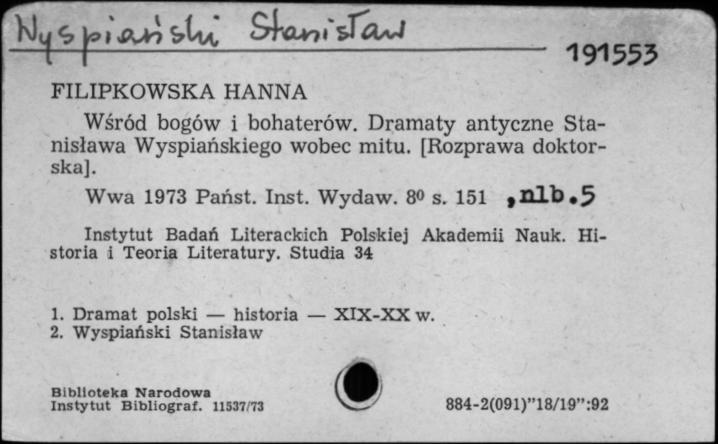 Wyspiański Stanisław
191553
FILIPKOWSKA HANNA
Wśród bogów i bohaterów. Dramaty antyczne Sta-
nisława Wyspiańskiego wobec mitu. [Rozprawa doktor-
ska].
Wwa 1973 Państ. Inst. Wydaw. 8⁰ s. 151 ,nlb.5
Instytut Badań Literackich Polskiej Akademii Nauk. Hi-
storia i Teoria Literatury. Studia 34
1. Dramat polski — historia — XIX-XX w.
2. Wyspiański Stanisław
Biblioteka Narodowa
Instytut Bibliograf. 11537/73
884-2(091)"18/19":92